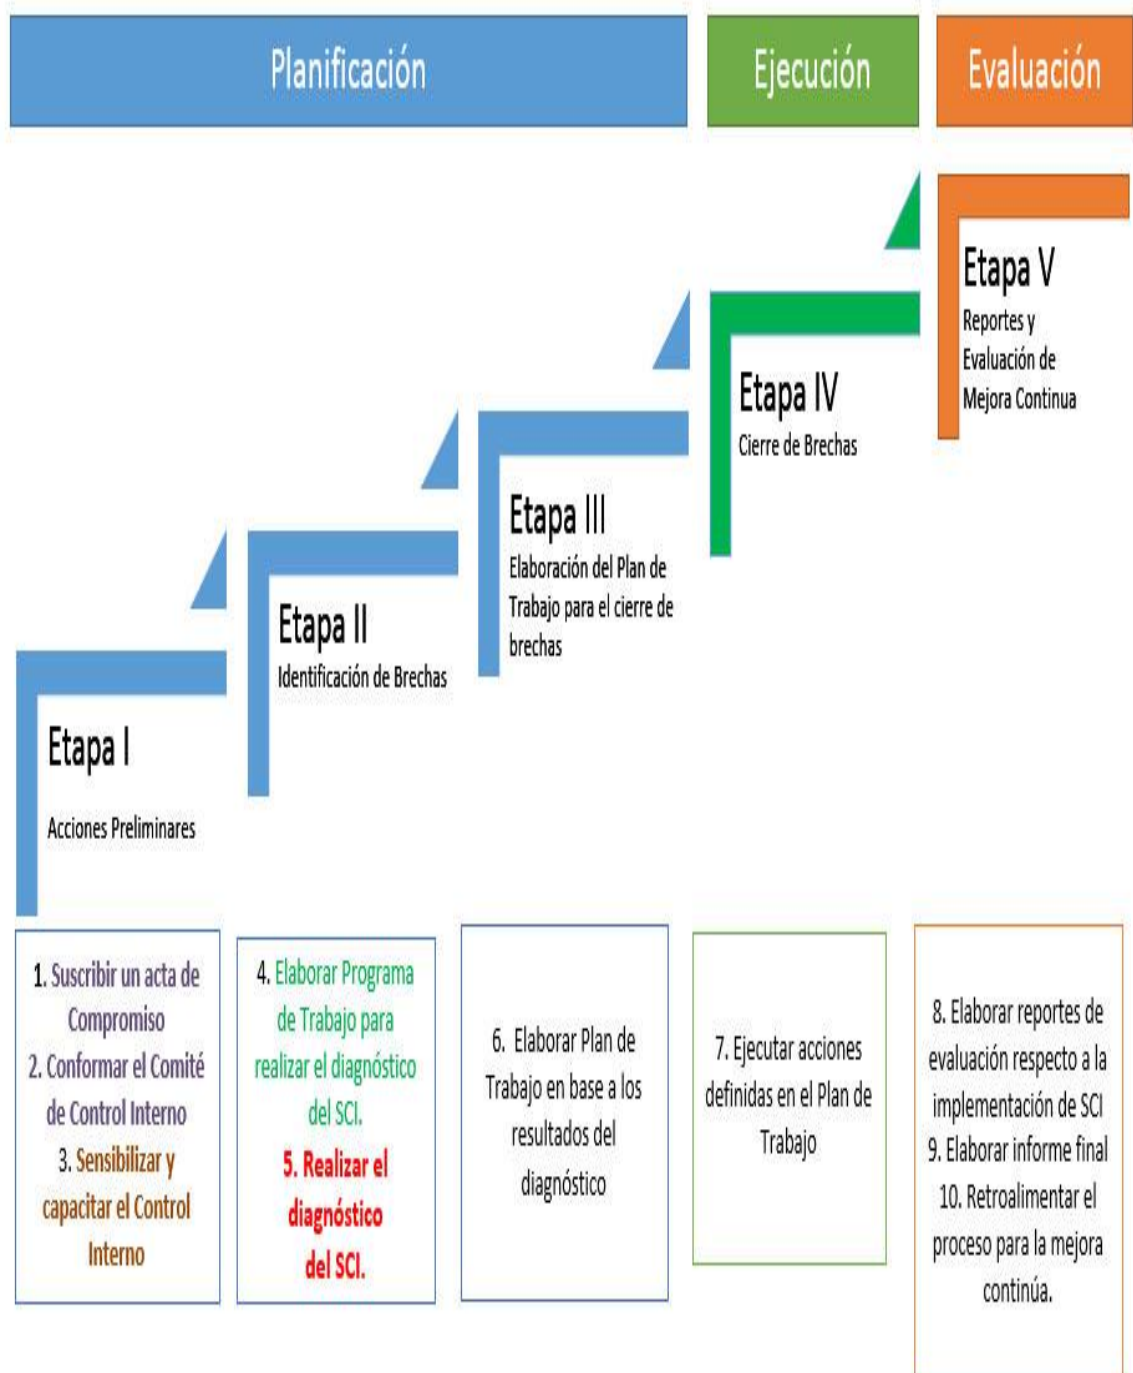 Planificación
Ejecución
Evaluación
Etapa I
Acciones Preliminares
Etapa II
Identificación de Brechas
Etapa III
Elaboración del Plan de
Trabajo para el cierre de
brechas
Etapa IV
Cierre de Brechas
Etapa V
Reportes y
Evaluación de
Mejora Continua
1. Suscribir un acta de
Compromiso
2. Conformar el Comité
de Control Interno
3. Sensibilizar y
capacitar el Control
Interno
4. Elaborar Programa
de Trabajo para
realizar el diagnóstico
del SCI.
5. Realizar el
diagnóstico
del SCI.
6. Elaborar Plan de
Trabajo en base a los
resultados del
diagnóstico
7. Ejecutar acciones
definidas en el Plan de
Trabajo
8. Elaborar reportes de
evaluación respecto a la
implementación de SCI
9. Elaborar informe final
10. Retroalimentar el
proceso para la mejora
continúa.